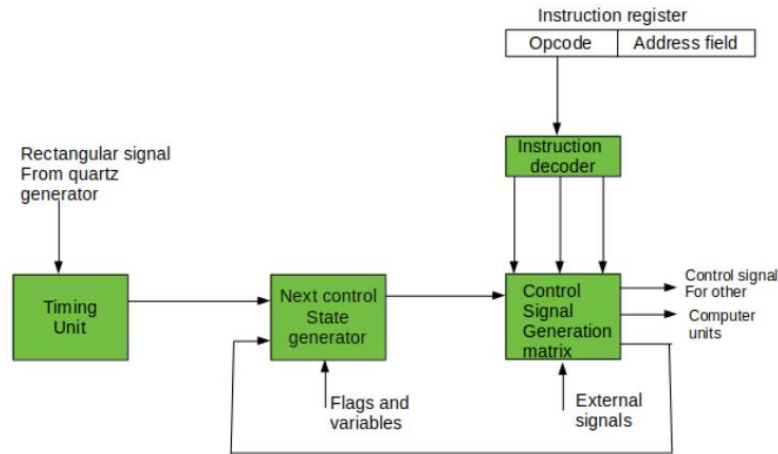 Instruction register
Opcode
Address field
Instruction
decoder
Rectangular signal
From quartz
generator
Timing
Unit
Next control
State
generator
Control
Signal
Generation
matrix
Control signal
For other
Computer
units
Flags and
variables
External
signals